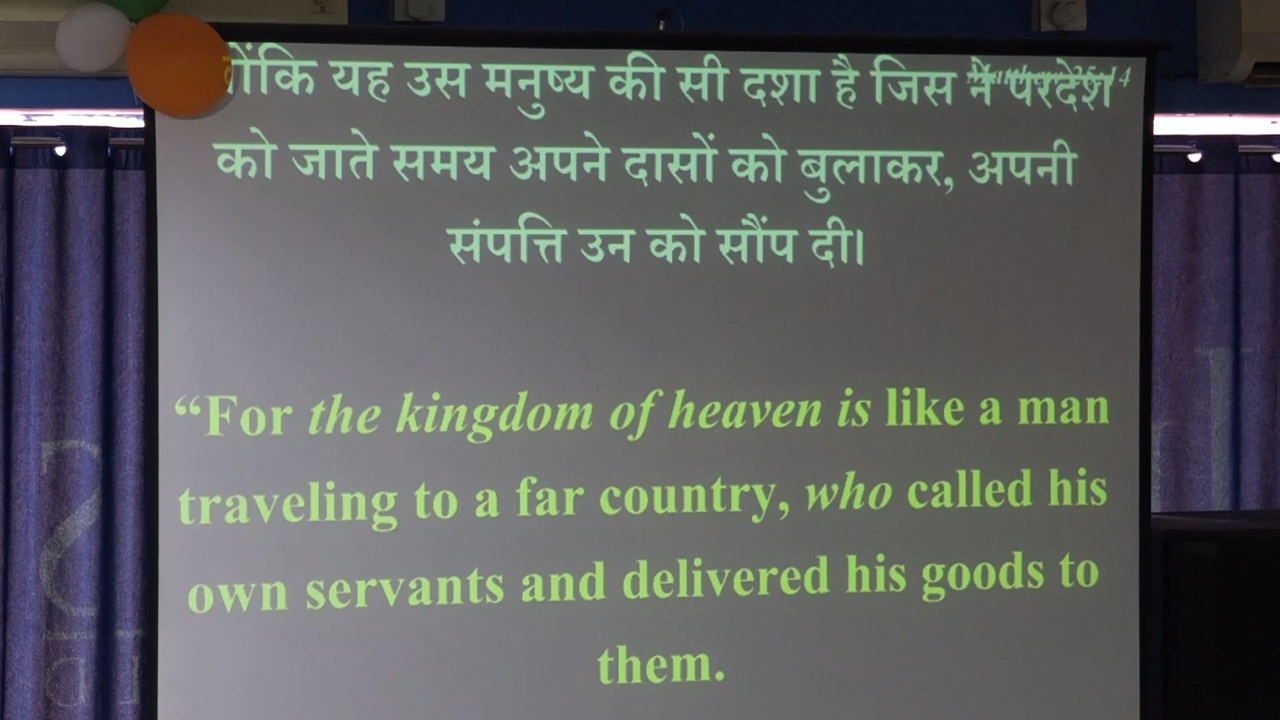 यह उस मनुष्य की सी दशा है जिस ने परदेश
को जाते समय अपने दासों को बुलाकर, अपनी
संपत्ति उन को सौंप दी।
“For the kingdom of heaven is like a man
traveling to a far country, who called his
own servants and delivered his goods to
them.